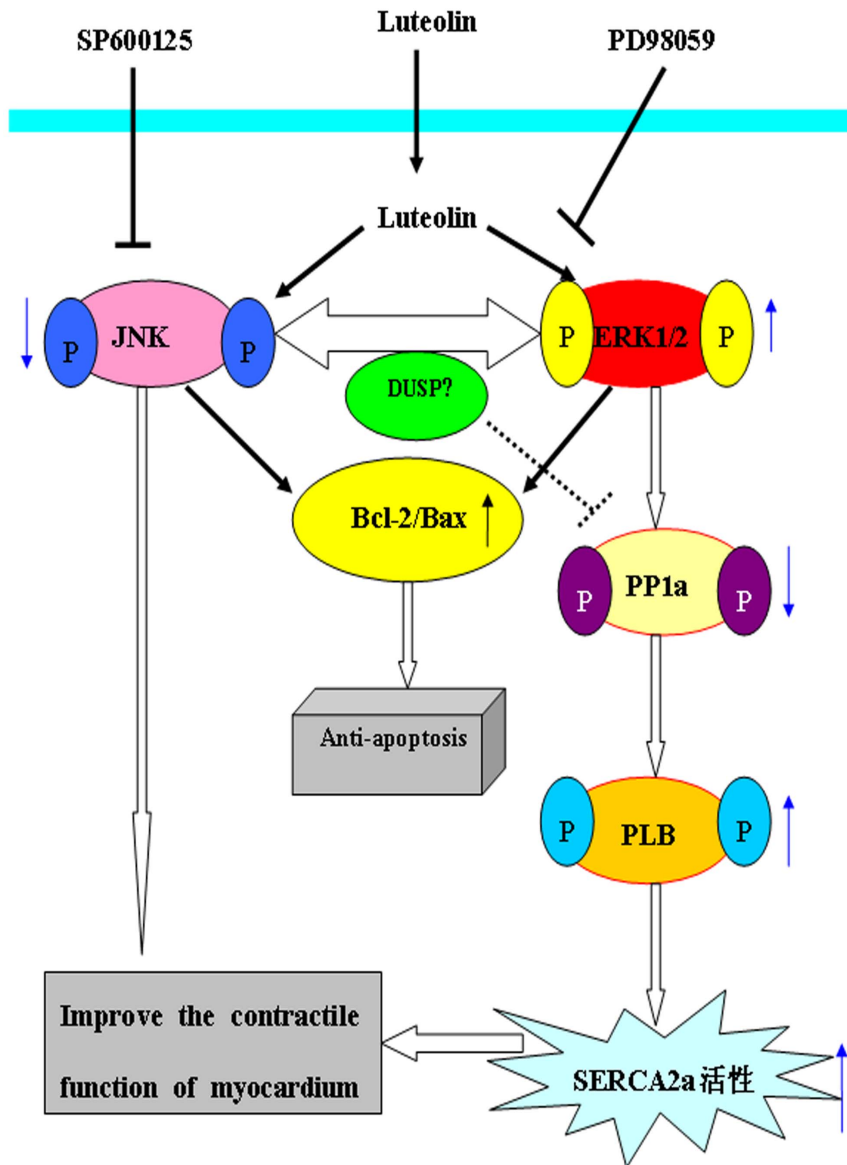 Luteolin
SP600125
PD98059
Luteolin
P
JNK
P
P
ERK1/2
P
DUSP?
Bcl-2/Bax
P
PP1a
P
Anti-apoptosis
P
PLB
P
Improve the contractile
function of myocardium
SERCA2a活性